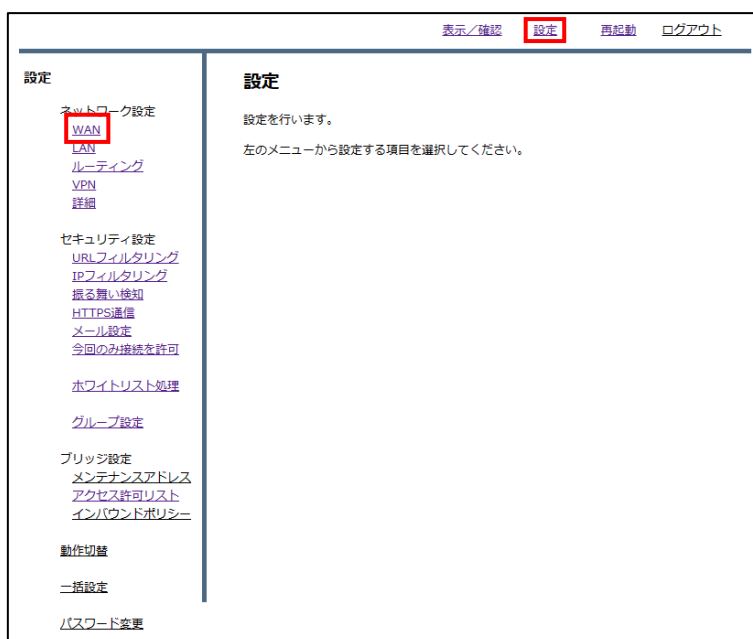 表示／確認 設定 再起動 ログアウト
設定
ネットワーク設定
WAN
LAN
ルーティング
VPN
詳細
セキュリティ設定
URLフィルタリング
IPフィルタリング
振る舞い検知
HTTPS通信
メール設定
今回のみ接続を許可
ホワイトリスト処理
グループ設定
ブリッジ設定
メンテナンスアドレス
アクセス許可リスト
インバウンドポリシー
動作切替
一括設定
パスワード変更
設定
設定を行います。
左のメニューから設定する項目を選択してください。